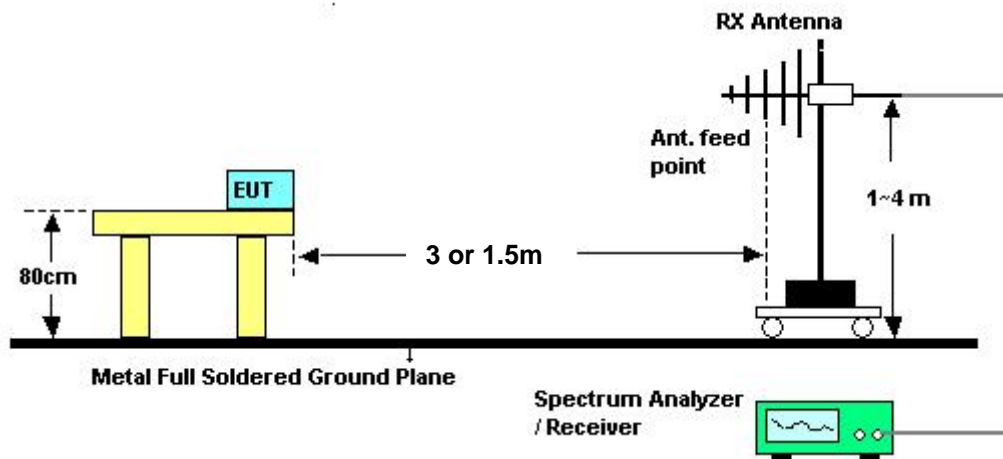 RX Antenna
Ant. feed
point
EUT
1~4 m
3 or 1.5m
80cm
Metal Full Soldered Ground Plane
Spectrum Analyzer
/ Receiver